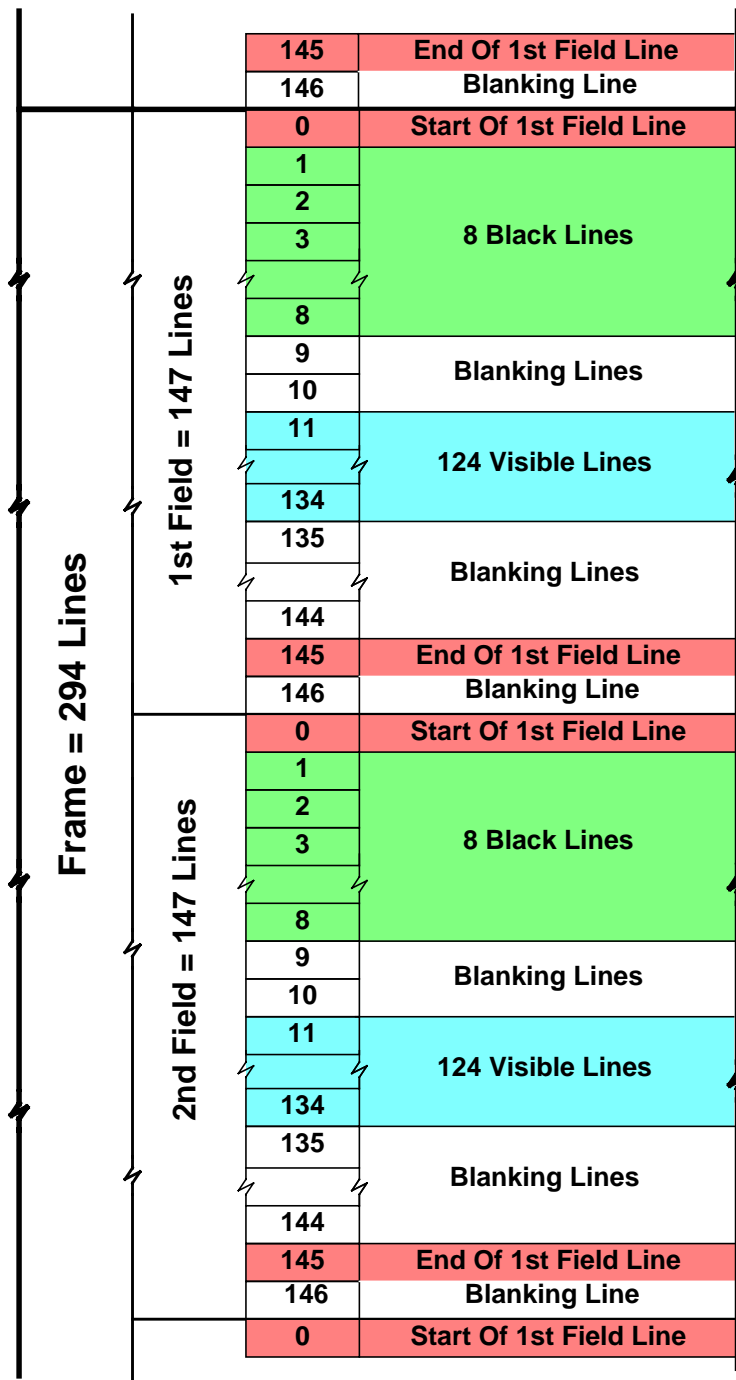 145 End Of 1st Field Line
146 Blanking Line
0 Start Of 1st Field Line
1
2
3
8 Black Lines
8
9
Blanking Lines
10
11
124 Visible Lines
134
135
Blanking Lines
144
145 End Of 1st Field Line
146 Blanking Line
1st Field = 147 Lines
Frame = 294 Lines
0 Start Of 1st Field Line
1
2
3
8 Black Lines
8
9
Blanking Lines
10
11
124 Visible Lines
134
135
Blanking Lines
144
145 End Of 1st Field Line
146 Blanking Line
2nd Field = 147 Lines
0 Start Of 1st Field Line